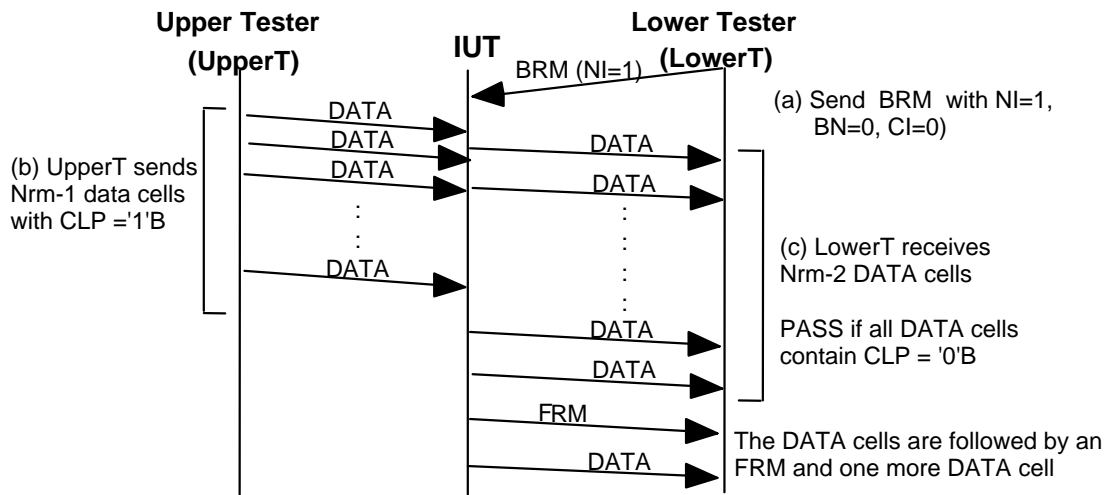 Upper Tester
(UpperT)
IUT
Lower Tester
(LowerT)
BRM (NI=1)
(a) Send BRM with NI=1,
BN=0, CI=0)
DATA
DATA
DATA
DATA
DATA
DATA
(b) UpperT sends
Nrm-1 data cells
with CLP ='1'B
(c) LowerT receives
Nrm-2 DATA cells
PASS if all DATA cells
contain CLP = '0'B
DATA
DATA
FRM
DATA
The DATA cells are followed by an
FRM and one more DATA cell